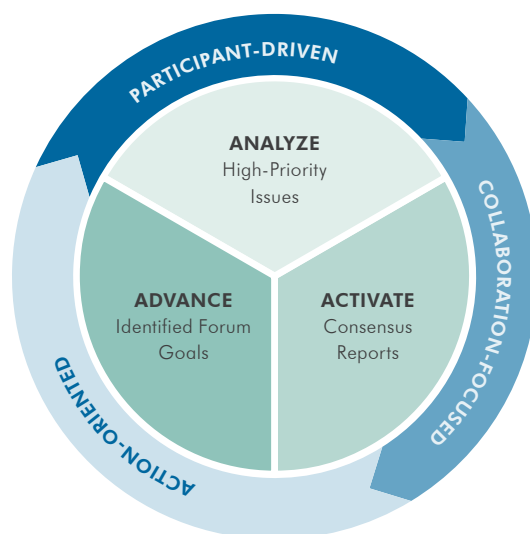 PARTICIPANT-DRIVEN
ANALYZE
High-Priority
Issues
COLLABORATION-FOCUSED
ADVANCE
Identified Forum
Goals
ACTIVATE
Consensus
Reports
ACTION-ORIENTED